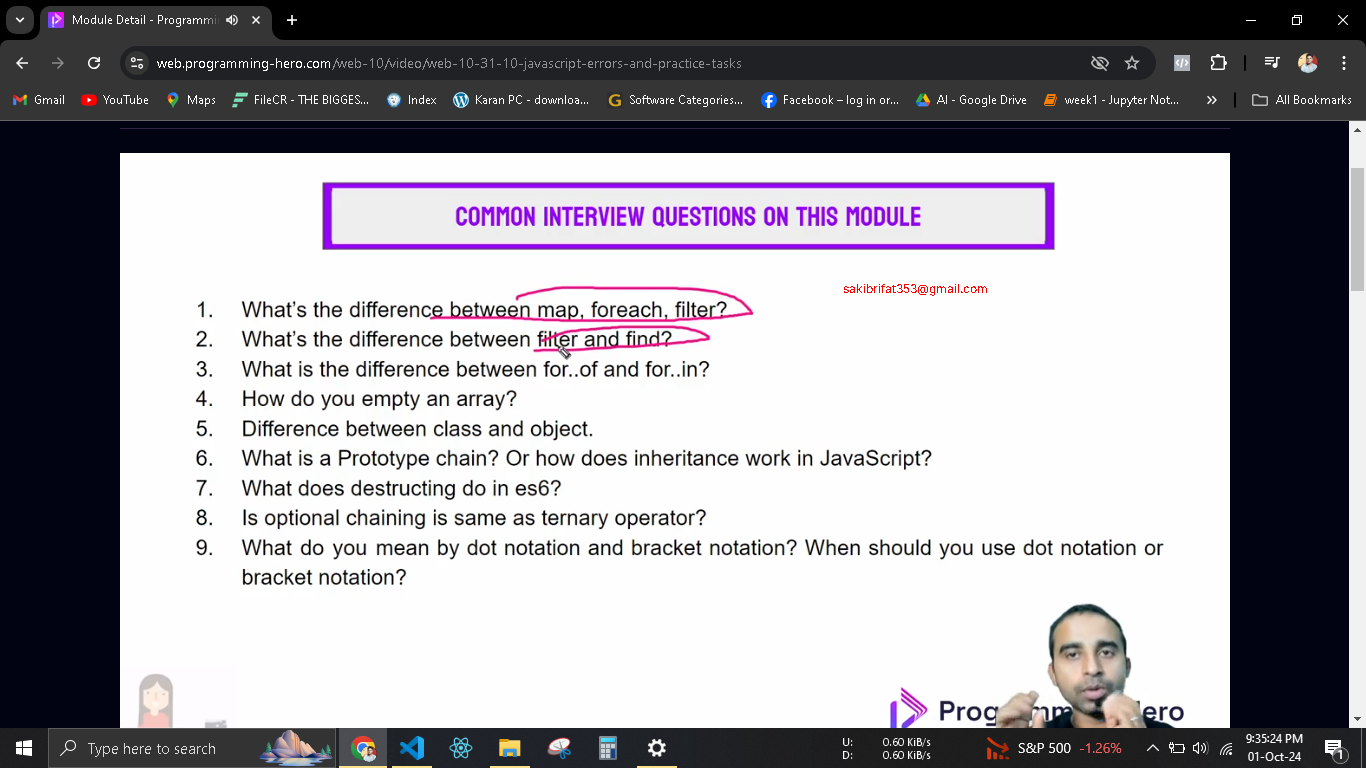 Module Detail - Programmi
web.programming-hero.com/web-10/video/web-10-31-10-javascript-errors-and-practice-tasks
Gmail YouTube Maps FileCR - THE BIGGES... Index Karan PC - downloa... Software Categories... Facebook – log in or... AI - Google Drive week1 - Jupyter Not... » All Bookmarks
COMMON INTERVIEW QUESTIONS ON THIS MODULE
sakibrifat353@gmail.com
1. What's the difference between map, foreach, filter?
2. What's the difference between filter and find?
3. What is the difference between for..of and for..in?
4. How do you empty an array?
5. Difference between class and object.
6. What is a Prototype chain? Or how does inheritance work in JavaScript?
7. What does destructing do in es6?
8. Is optional chaining is same as ternary operator?
9. What do you mean by dot notation and bracket notation? When should you use dot notation or
bracket notation?
Type here to search
U: 0.60 KiB/s
D: 0.60 KiB/s
S&P 500 -1.26%
9:35:24 PM
01-Oct-24
1